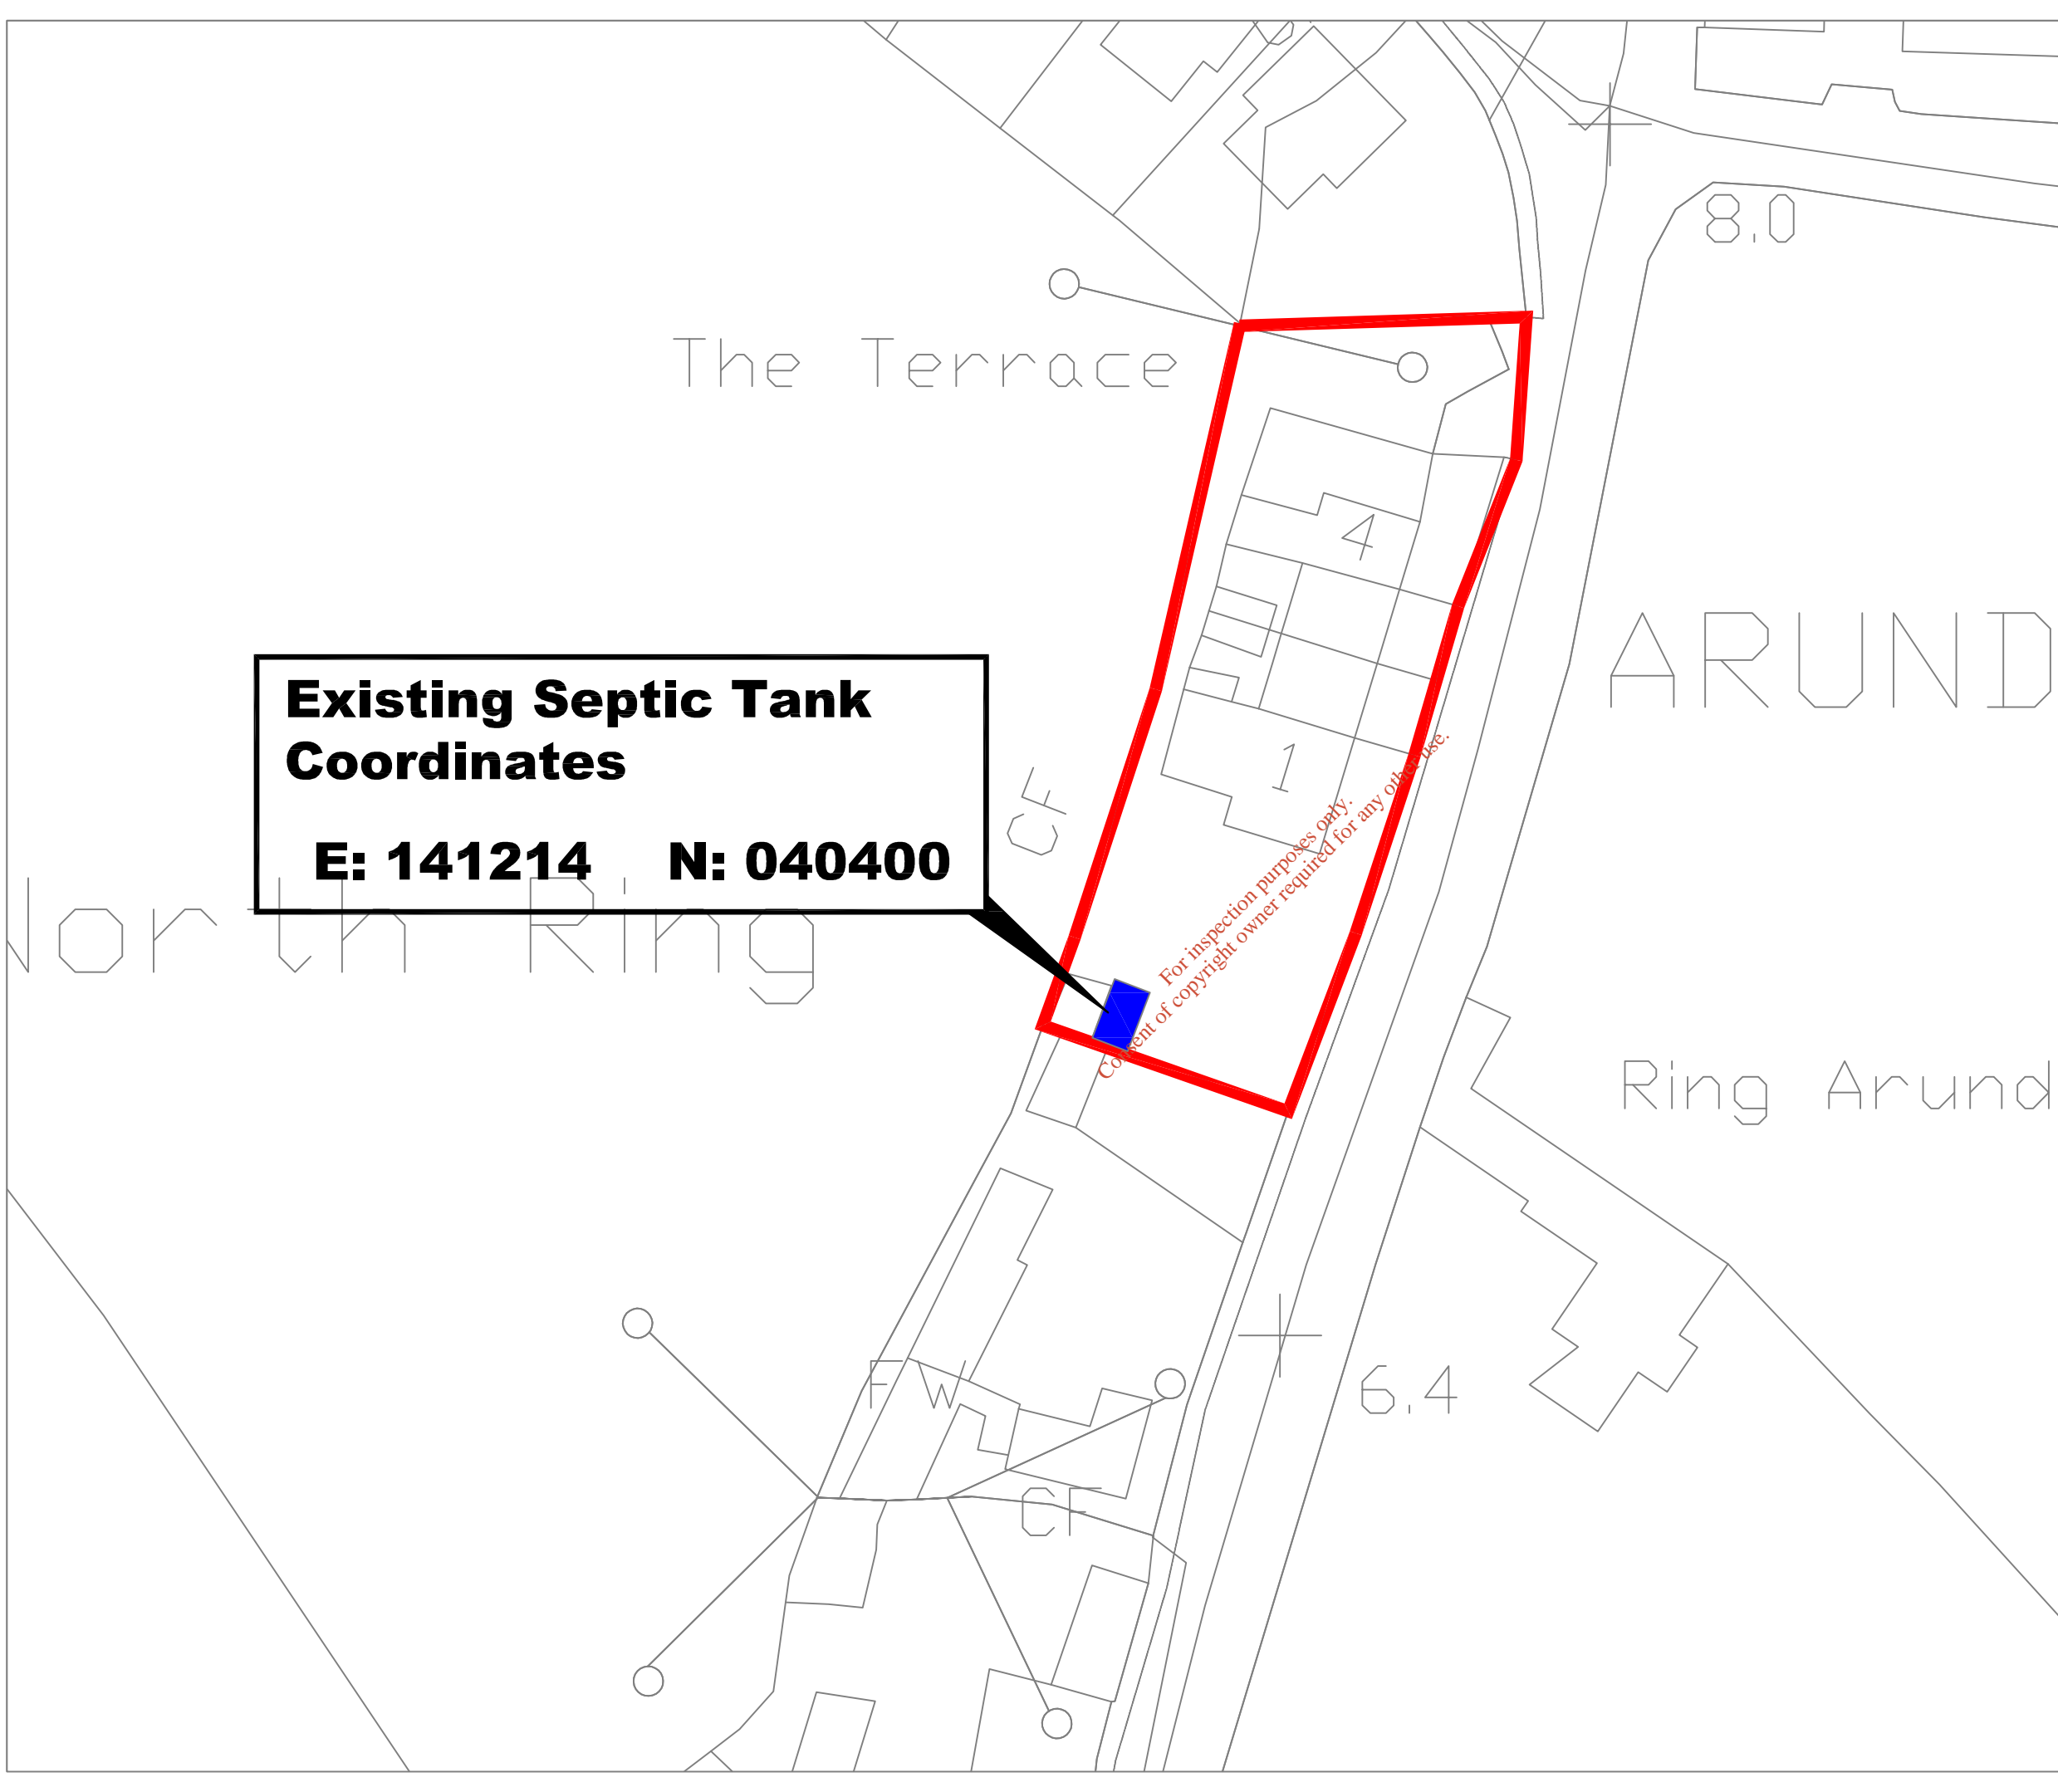 8.0
The Terrace
4
ARUND
Existing Septic Tank
Coordinates
E: 141214 N: 040400
1
CF
North Ring
For inspection purposes only.
Consent of copyright owner required for any other use.
Ring Arund
FW
6.4
CF